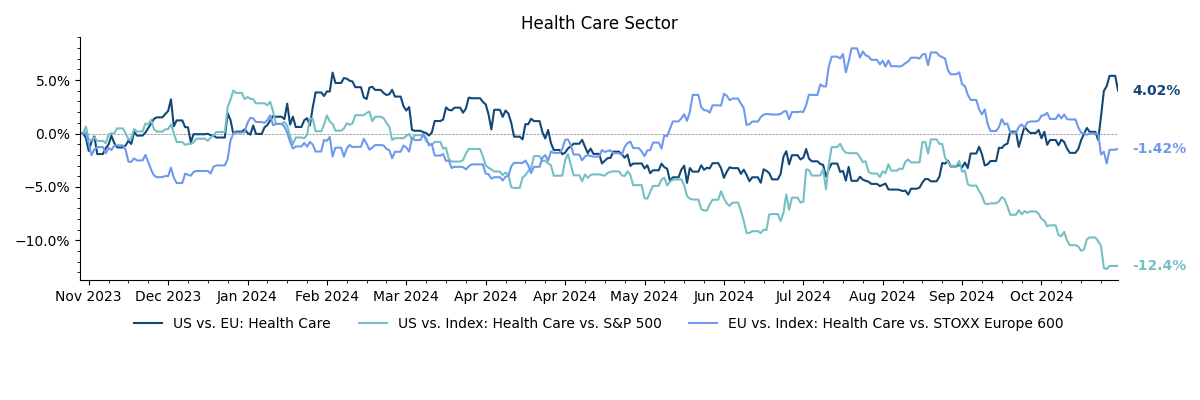 Health Care Sector
5.0%
0.0%
−5.0%
−10.0%
4.02%
-1.42%
-12.4%
Nov 2023 Dec 2023 Jan 2024 Feb 2024 Mar 2024 Apr 2024 Apr 2024 May 2024 Jun 2024 Jul 2024 Aug 2024 Sep 2024 Oct 2024
US vs. EU: Health Care US vs. Index: Health Care vs. S&P 500 EU vs. Index: Health Care vs. STOXX Europe 600